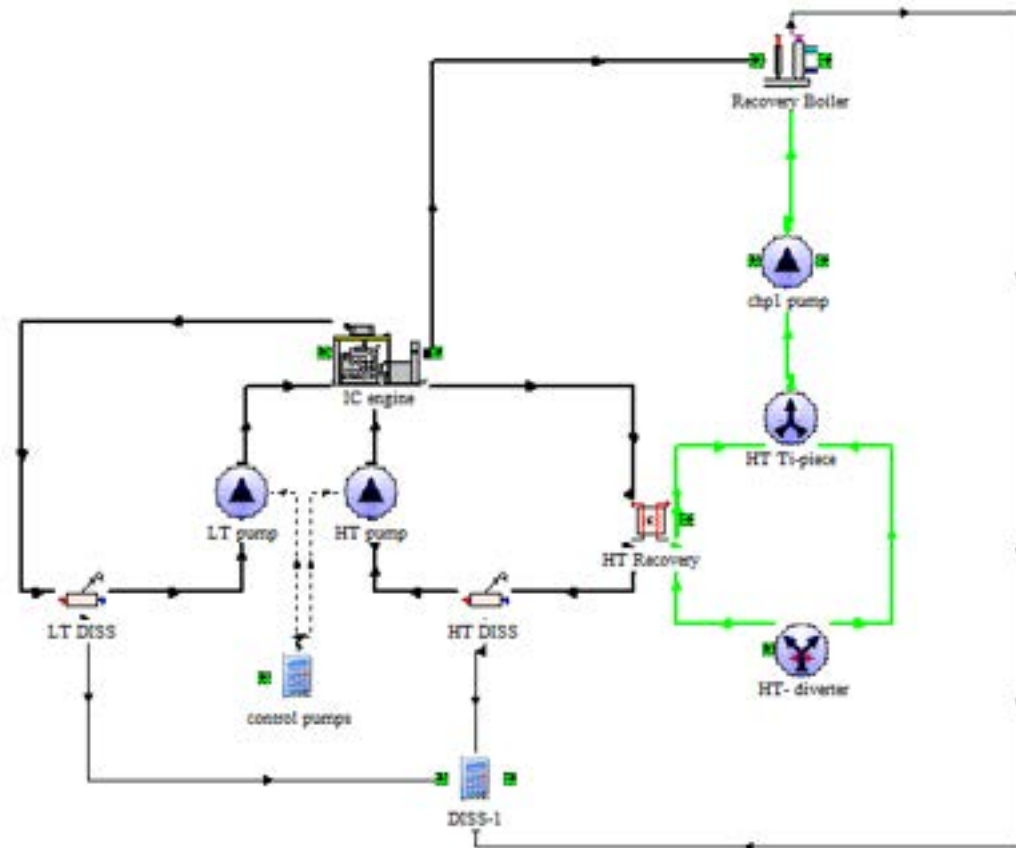 Recovery Boiler
chp1 pump
IC engine
HT Ti-piece
LT pump
HT pump
HT Recovery
LT DISS
HT DISS
HT- diverter
control pumps
DISS-1